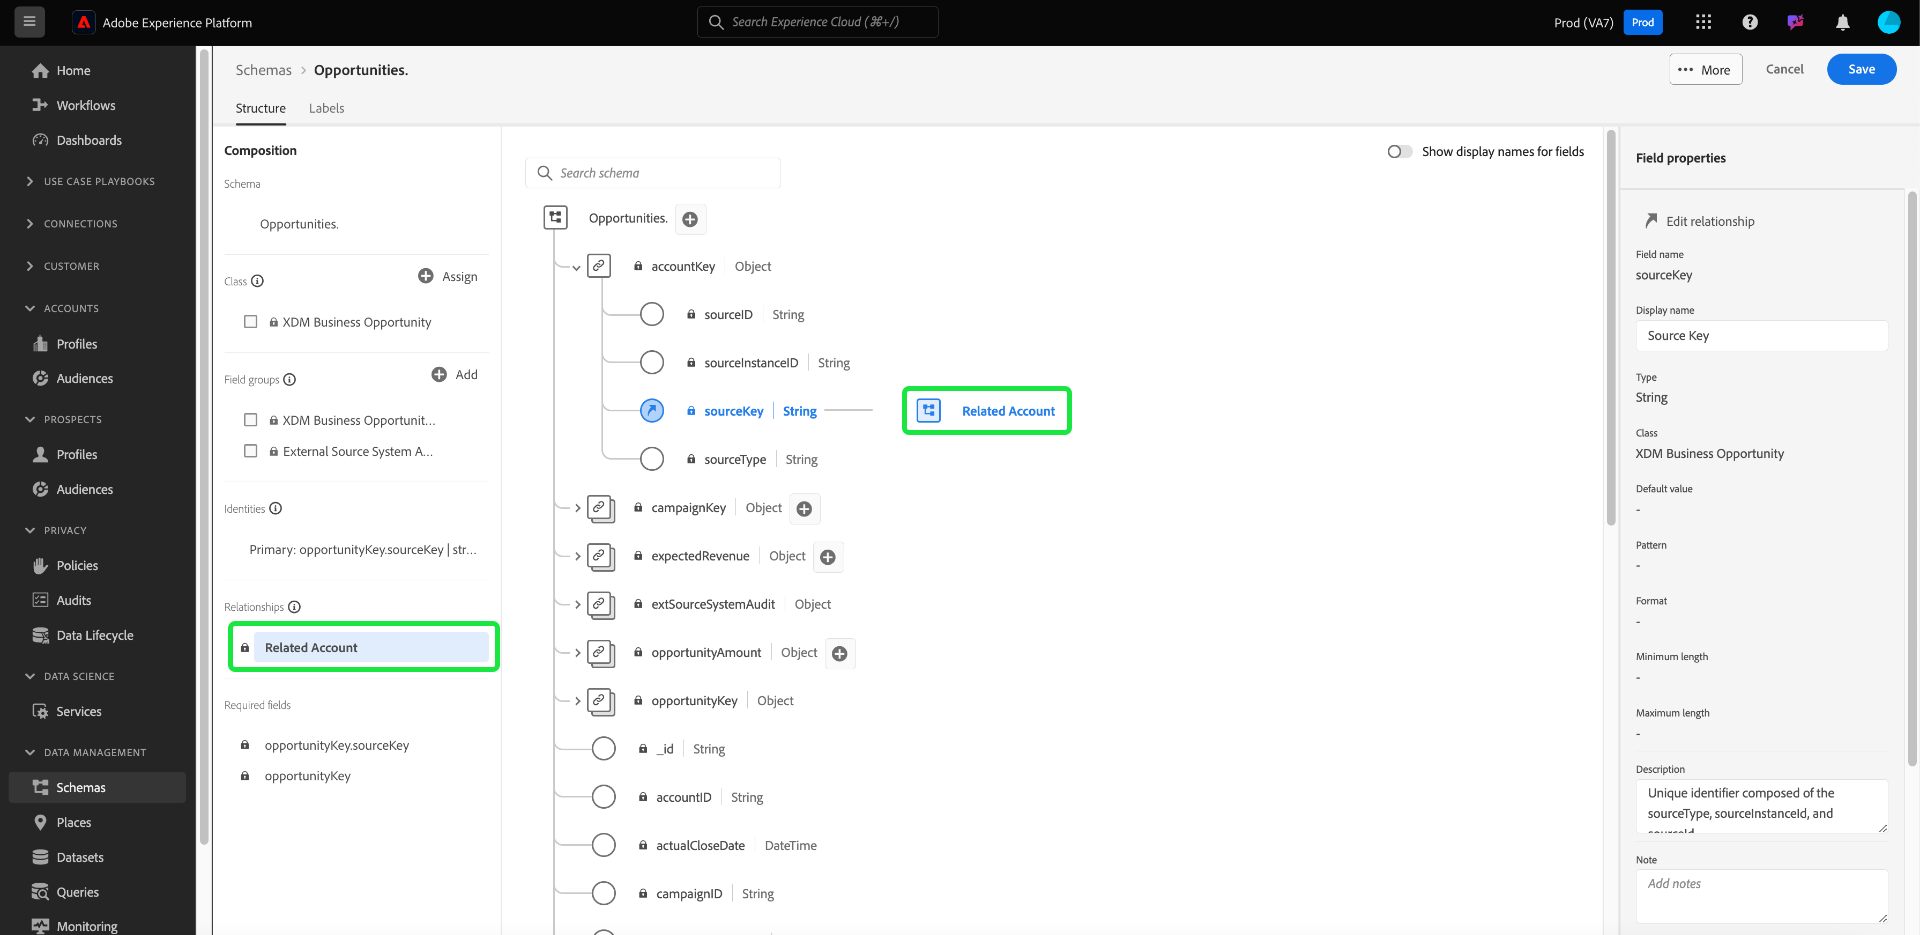 Adobe Experience Platform
Search Experience Cloud (⌘+/)
Prod (VA7)
Prod
Home
Workflows
Dashboards
USE CASE PLAYBOOKS
CONNECTIONS
CUSTOMER
ACCOUNTS
Profiles
Audiences
PROSPECTS
Profiles
Audiences
PRIVACY
Policies
Audits
Data Lifecycle
DATA SCIENCE
Services
DATA MANAGEMENT
Schemas
Places
Datasets
Queries
Monitoring
Schemas > Opportunities.
More
Cancel
Save
Structure
Labels
Composition
Schema
Opportunities.
Class
Assign
XDM Business Opportunity
Field groups
Add
XDM Business Opportunit...
External Source System A...
Identities
Primary: opportunityKey.sourceKey | str...
Relationships
Related Account
Required fields
opportunityKey.sourceKey
opportunityKey
Search schema
Show display names for fields
Opportunities.
accountKey Object
sourceID String
sourceInstanceID String
sourceKey String
Related Account
sourceType String
campaignKey Object
expectedRevenue Object
extSourceSystemAudit Object
opportunityAmount Object
opportunityKey Object
_id String
accountID String
actualCloseDate DateTime
campaignID String
Field properties
Edit relationship
Field name
sourceKey
Display name
Source Key
Type
String
Class
XDM Business Opportunity
Default value
-
Pattern
-
Format
-
Minimum length
-
Maximum length
-
Description
Unique identifier composed of the
sourceType, sourceInstanceId, and
sourceId
Note
Add notes